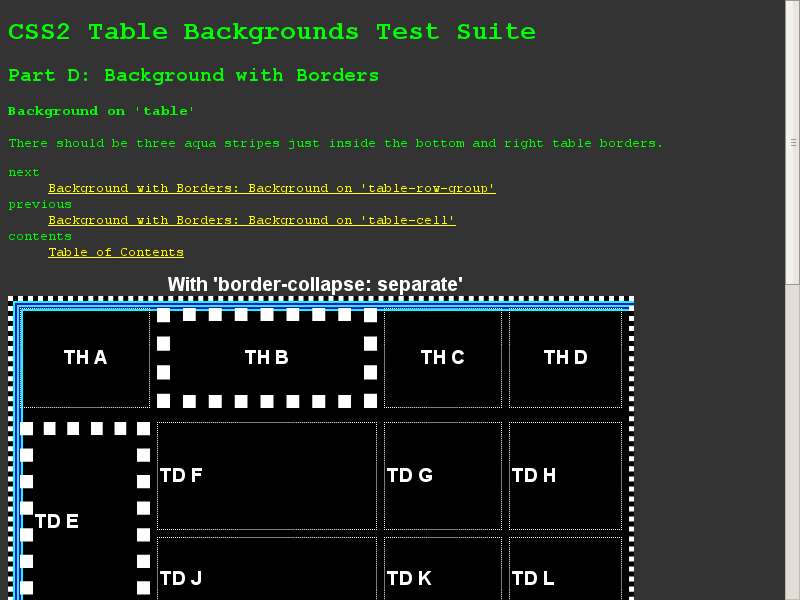 CSS2 Table Backgrounds Test Suite
Part D: Background with Borders
Background on 'table'
There should be three aqua stripes just inside the bottom and right table borders.
next
Background with Borders: Background on 'table-row-group'
previous
Background with Borders: Background on 'table-cell'
contents
Table of Contents
With 'border-collapse: separate'
TH A TH B TH C TH D
TD F TD G TD H
TD E
TD J TD K TD L